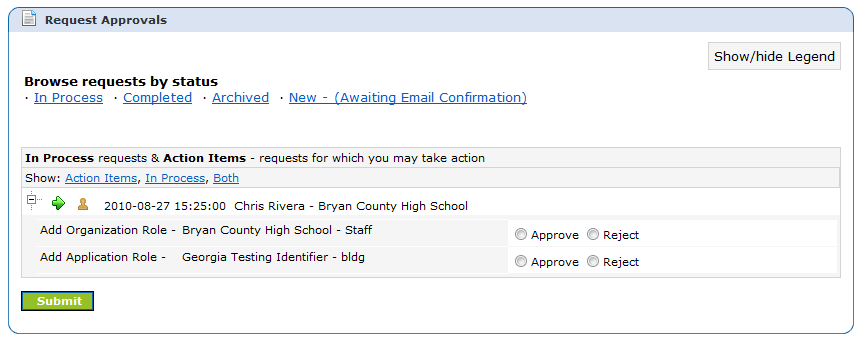 Request Approvals
Show/hide Legend
Browse requests by status
· In Process · Completed · Archived · New - (Awaiting Email Confirmation)
In Process requests & Action Items - requests for which you may take action
Show: Action Items, In Process, Both
2010-08-27 15:25:00 Chris Rivera - Bryan County High School
Add Organization Role - Bryan County High School - Staff Approve Reject
Add Application Role - Georgia Testing Identifier - bldg Approve Reject
Submit